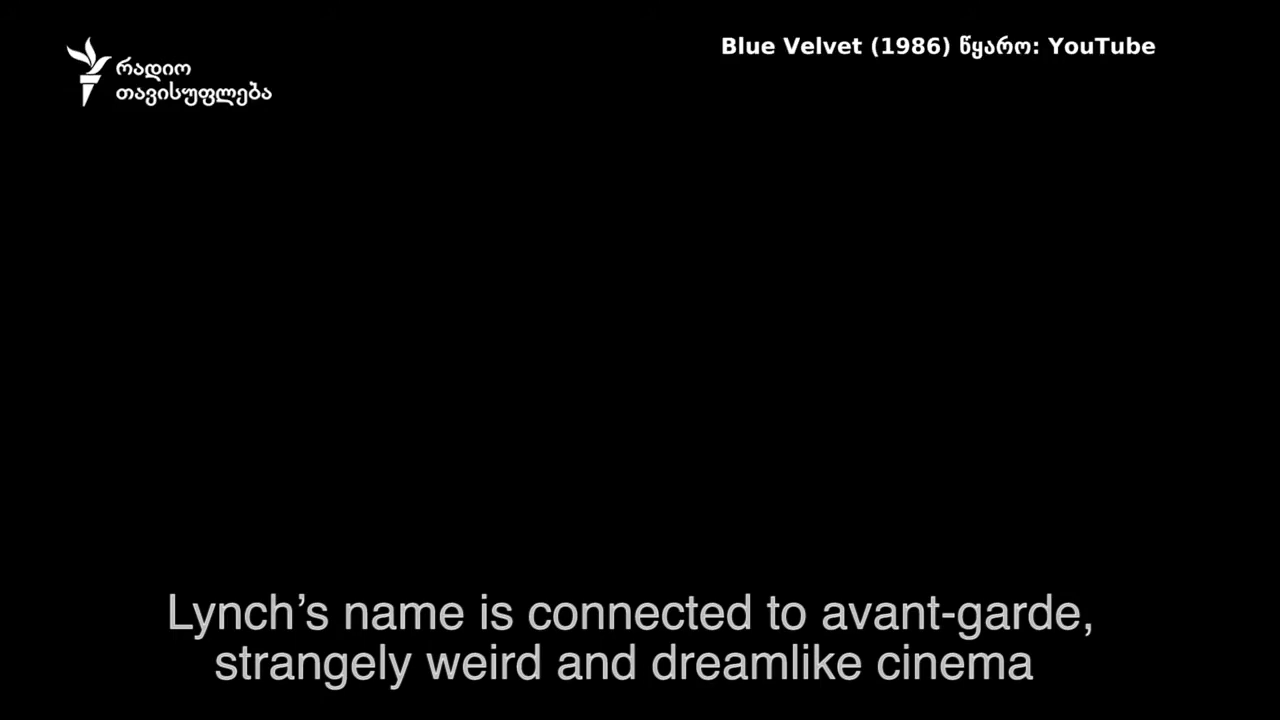 Blue Velvet (1986) წყარო: YouTube
რადიო
თავისუფლება
Lynch’s name is connected to avant-garde,
strangely weird and dreamlike cinema